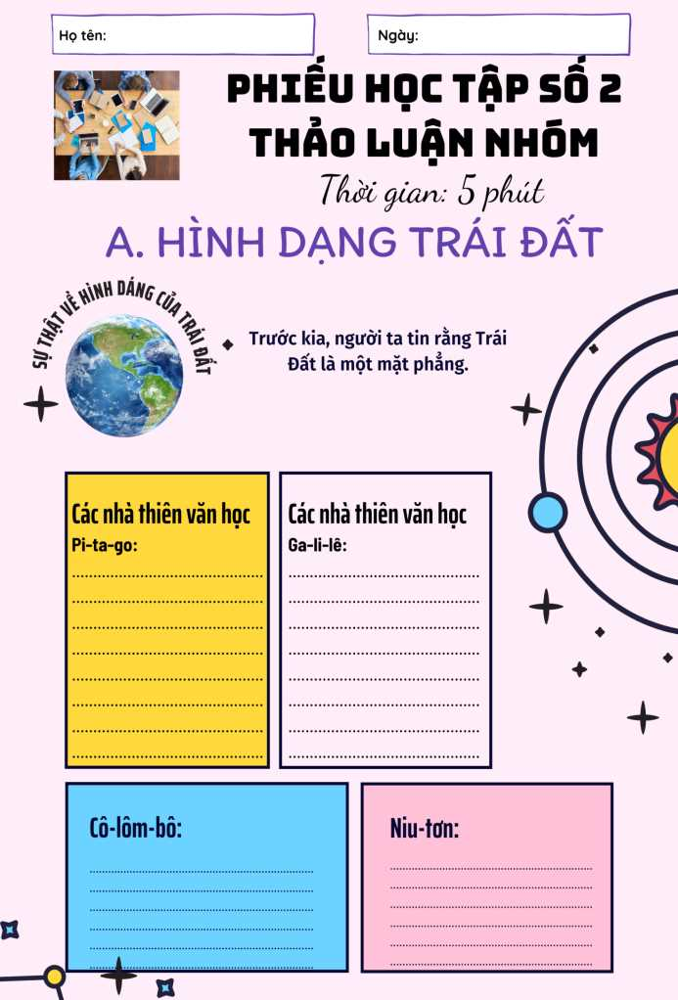 Họ tên:
Ngày:
PHIẾU HỌC TẬP SỐ 2
THẢO LUẬN NHÓM
Thời gian: 5 phút
A. HÌNH DẠNG TRÁI ĐẤT
SỰ THẬT VỀ HÌNH DÁNG CỦA TRÁI ĐẤT
Trước kia, người ta tin rằng Trái
Đất là một mặt phẳng.
Các nhà thiên văn học
Pi-ta-go:
Các nhà thiên văn học
Ga-li-lê:
Cô-lôm-bô:
Niu-tơn: